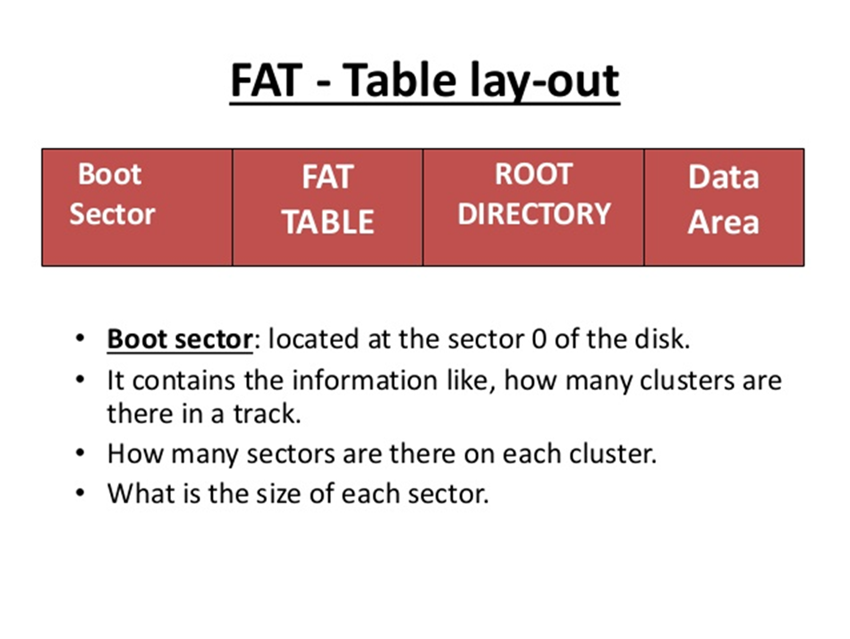 FAT - Table lay-out
Boot
Sector
FAT
TABLE
ROOT
DIRECTORY
Data
Area
• Boot sector: located at the sector 0 of the disk.
• It contains the information like, how many clusters are
there in a track.
• How many sectors are there on each cluster.
• What is the size of each sector.